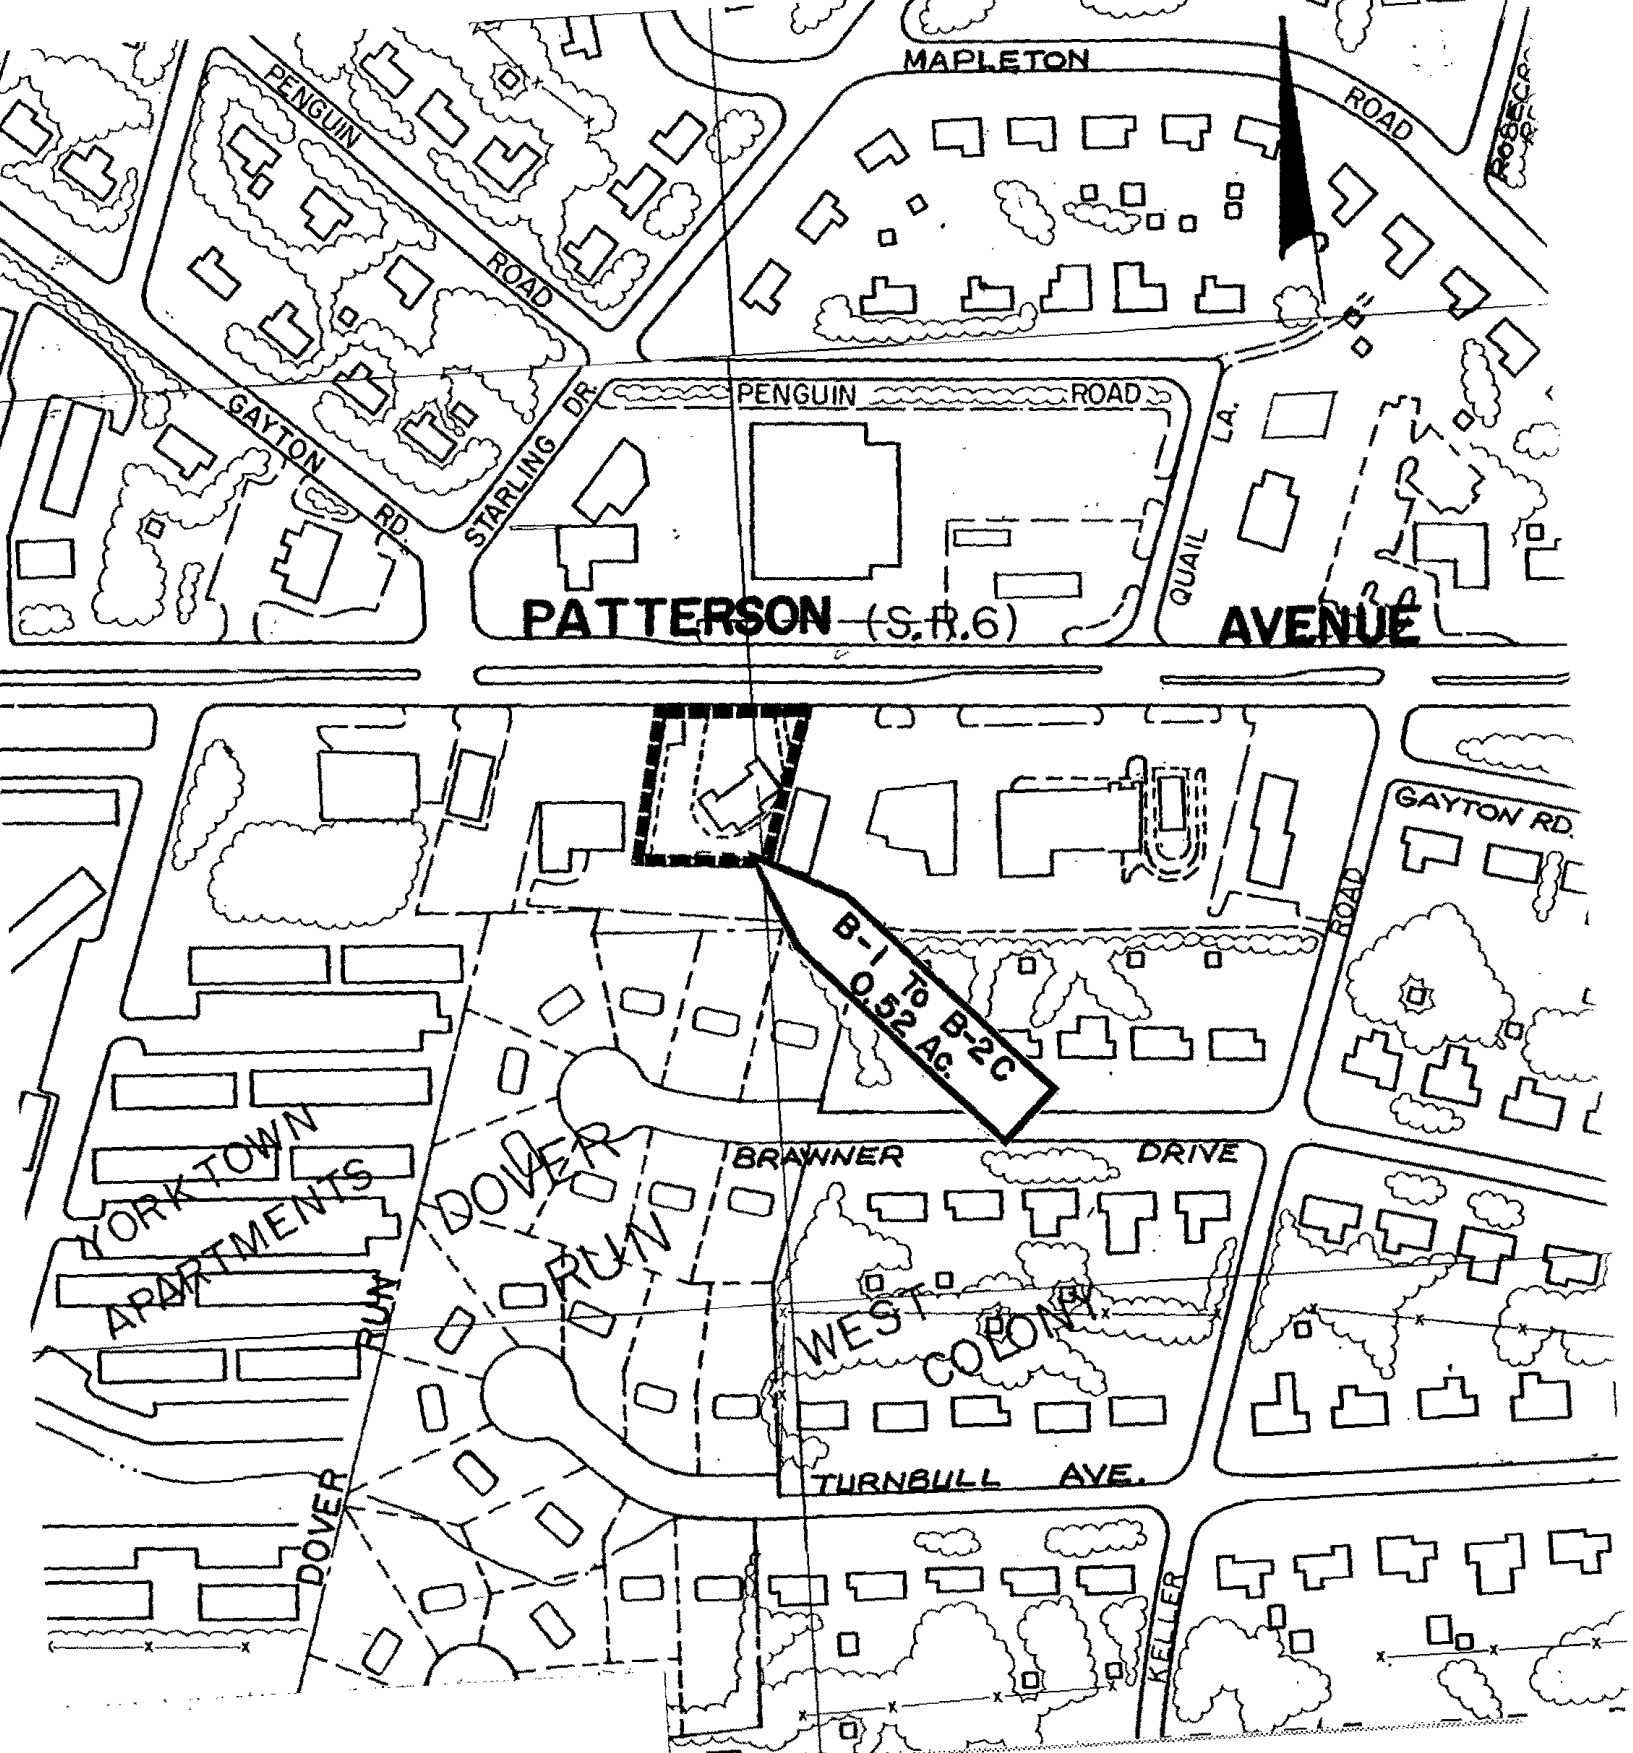 MAPLETON
ROAD
PENGUIN
ROAD
GAYTON
RD.
STARLING DR.
PENGUIN
ROAD
QUAIL
LA.
PATTERSON (S.R.6) AVENUE
GAYTON RD.
ROAD
B-1 To B-2C
0.52 Ac.
BRAWNER DRIVE
YORKTOWN
APARTMENTS
DOVER
RUN
WEST
COLONY
DOVER
RUN
TURNBULL AVE.
KELLER